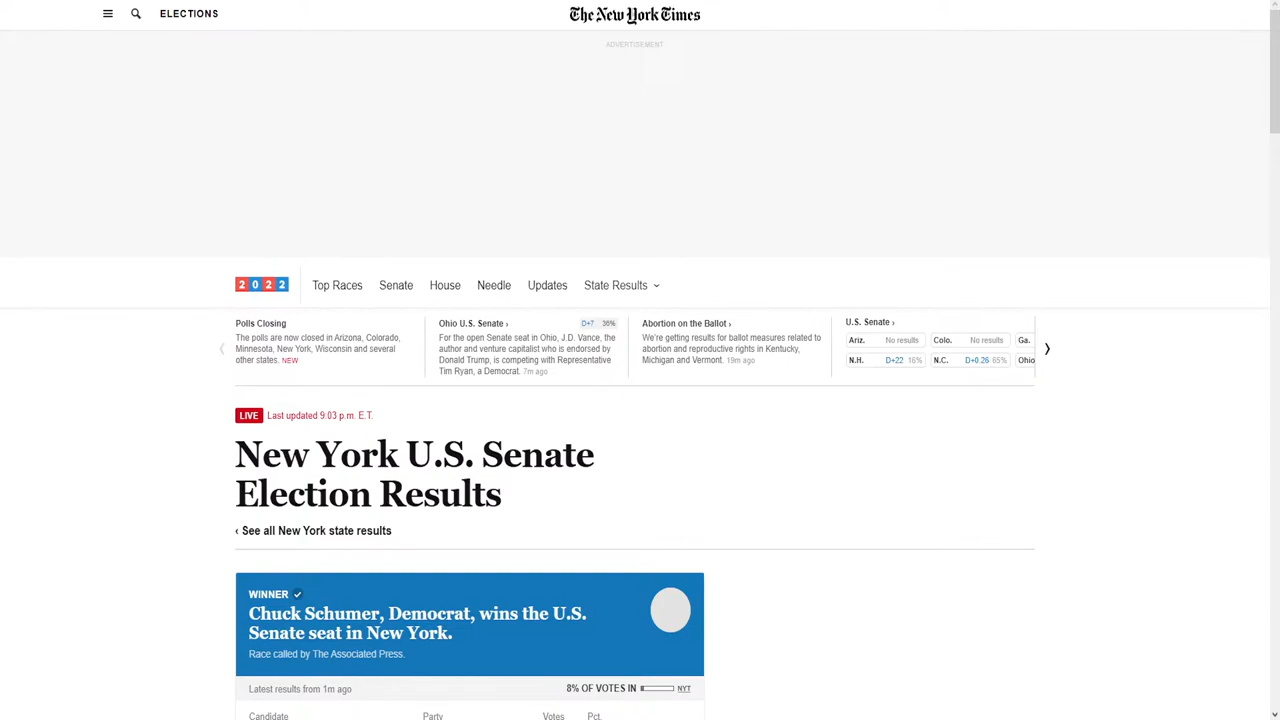 ELECTIONS
The New York Times
ADVERTISEMENT
2022
Top Races
Senate
House
Needle
Updates
State Results
Polls Closing
The polls are now closed in Arizona, Colorado,
Minnesota, New York, Wisconsin and several
other states. NEW
Ohio U.S. Senate ›
D+7 36%
For the open Senate seat in Ohio, J.D. Vance, the
author and venture capitalist who is endorsed by
Donald Trump, is competing with Representative
Tim Ryan, a Democrat. 7m ago
Abortion on the Ballot ›
We're getting results for ballot measures related to
abortion and reproductive rights in Kentucky,
Michigan and Vermont. 19m ago
U.S. Senate ›
Ariz. No results
Colo. No results
Ga.
N.H. D+22 16%
N.C. D+0.26 65%
Ohio
LIVE Last updated 9:03 p.m. E.T.
New York U.S. Senate
Election Results
‹ See all New York state results
WINNER
Chuck Schumer, Democrat, wins the U.S.
Senate seat in New York.
Race called by The Associated Press.
Latest results from 1m ago
8% OF VOTES IN NYT
Candidate Party Votes Pct.